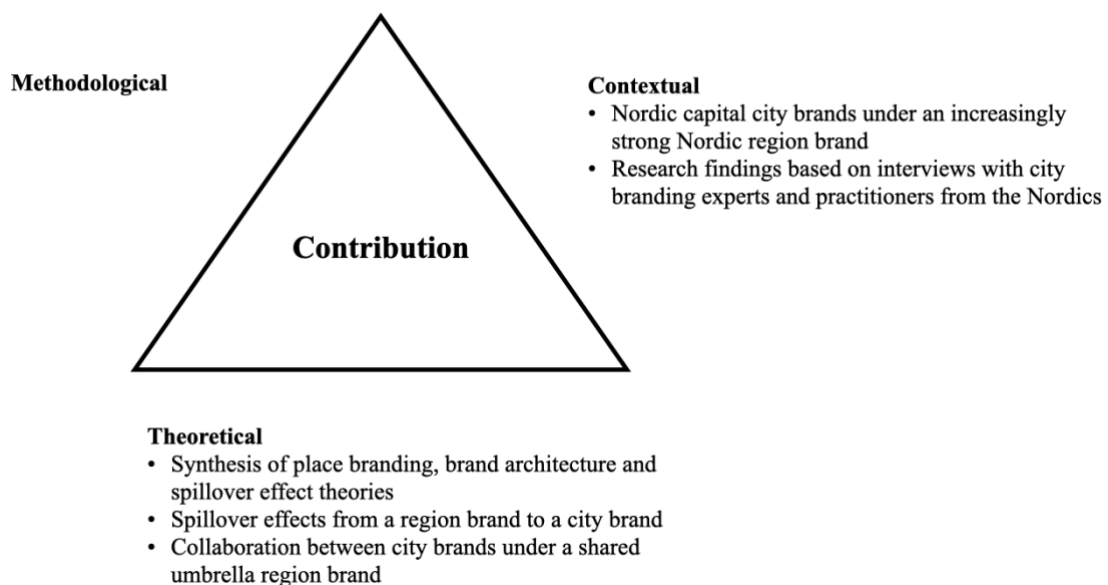 Methodological
Contextual
• Nordic capital city brands under an increasingly
strong Nordic region brand
• Research findings based on interviews with city
branding experts and practitioners from the Nordics
Contribution
Theoretical
• Synthesis of place branding, brand architecture and
spillover effect theories
• Spillover effects from a region brand to a city brand
• Collaboration between city brands under a shared
umbrella region brand